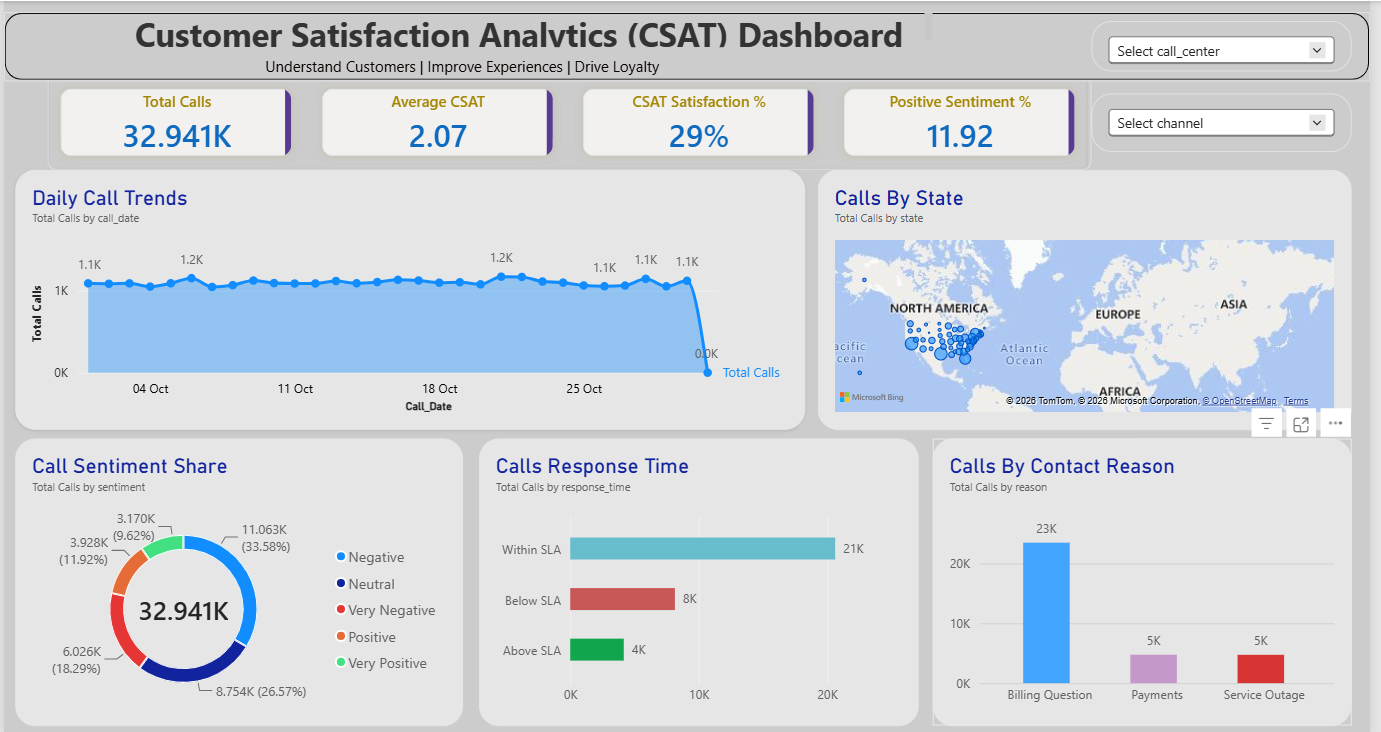 Customer Satisfaction Analytics (CSAT) Dashboard
Understand Customers | Improve Experiences | Drive Loyalty
Select call_center
Select channel
Total Calls
32.941K
Average CSAT
2.07
CSAT Satisfaction %
29%
Positive Sentiment %
11.92
Daily Call Trends
Total Calls by call_date
Total Calls
1K
0K
1.1K
1.2K
1.2K
1.1K
1.1K
1.1K
0.0K
Total Calls
04 Oct
11 Oct
18 Oct
25 Oct
Call_Date
Calls By State
Total Calls by state
NORTH AMERICA
EUROPE
ASIA
AFRICA
acific
cean
Atlantic
Ocean
Microsoft Bing
© 2026 TomTom, © 2026 Microsoft Corporation, © OpenStreetMap Terms
Call Sentiment Share
Total Calls by sentiment
3.170K
(9.62%)
11.063K
(33.58%)
3.928K
(11.92%)
32.941K
6.026K
(18.29%)
8.754K (26.57%)
Negative
Neutral
Very Negative
Positive
Very Positive
Calls Response Time
Total Calls by response_time
Within SLA
21K
Below SLA
8K
Above SLA
4K
0K
10K
20K
Calls By Contact Reason
Total Calls by reason
20K
10K
0K
23K
5K
5K
Billing Question
Payments
Service Outage